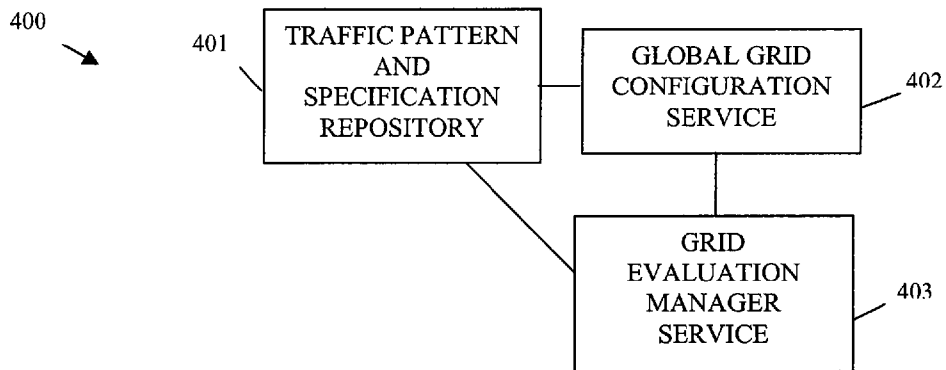 400
401
TRAFFIC PATTERN
AND
SPECIFICATION
REPOSITORY
GLOBAL GRID
CONFIGURATION
SERVICE
402
GRID
EVALUATION
MANAGER
SERVICE
403